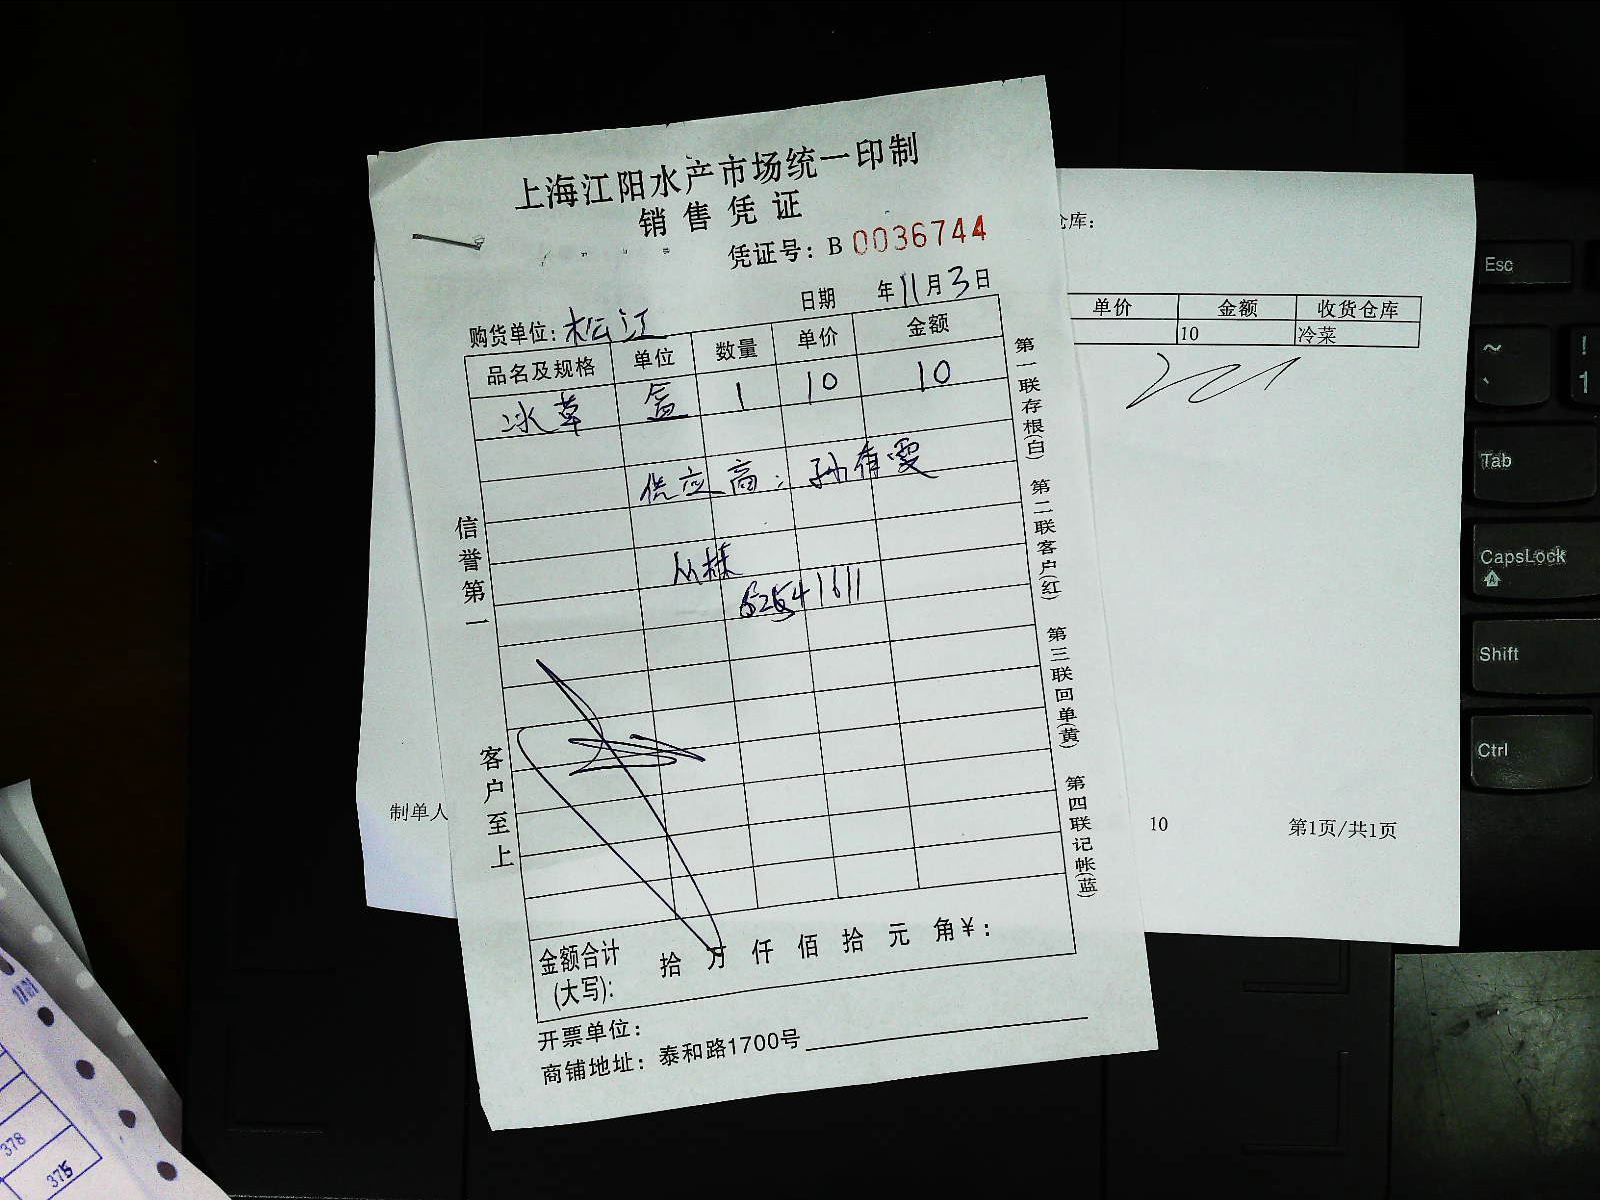 上海江阳水产市场统一印制
销售凭证
凭证号：B 0036744
日期 年11月3日
购货单位：松江
品名及规格 单位 数量 单价 金额
冰草 盒 1 10 10
供应商：孙有雯
62541611
信誉第一
客户至上
第一联存根(白) 第二联客户(红) 第三联回单(黄) 第四联记帐(蓝)
金额合计(大写)： 拾 万 仟 佰 拾 元 角 ¥：
开票单位：
商铺地址：泰和路1700号
仓库：
单价 金额 收货仓库
10 冷菜
制单人
10 第1页/共1页
Esc
~
`
!
1
Tab
CapsLock
A
Shift
Ctrl
378
375